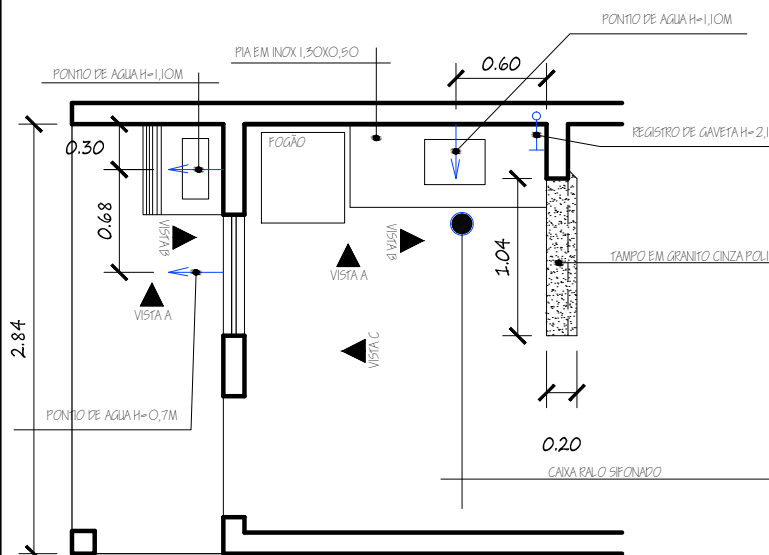 PONTO DE AGUA H=1,10M
PIA EM INOX 1,30X0,50
0.60
PONTO DE AGUA H=1,10M
0.30
FOGÃO
REGISTRO DE GAVETA H=2,1
0.68
VISTA B
VISTA B
1.04
TAMPO EM GRANITO CINZA POLI
VISTA A
VISTA A
2.84
VISTA C
PONTO DE AGUA H=0,7M
0.20
CAIXA RALO SIFONADO